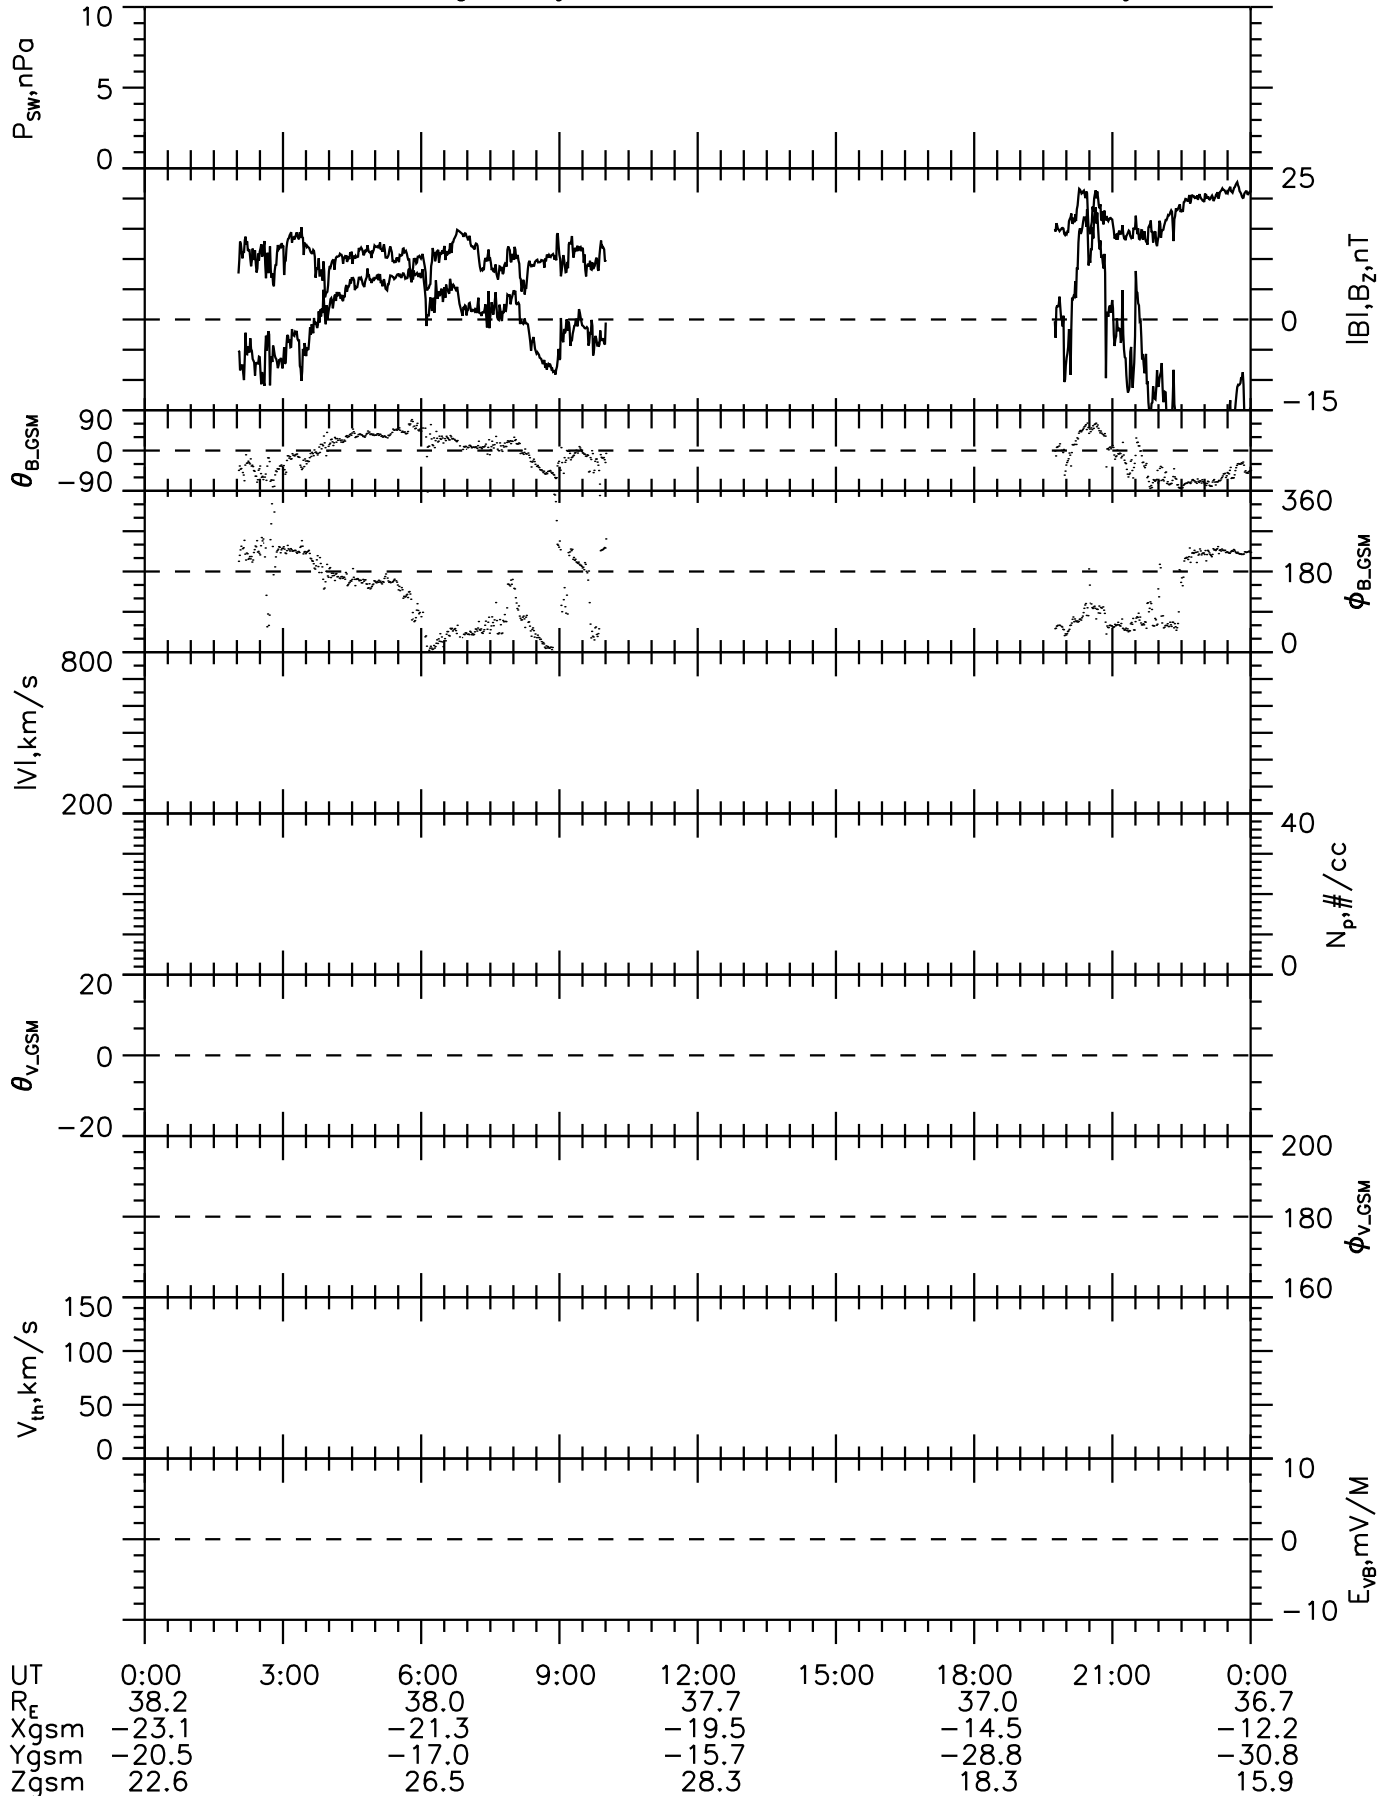 10
P_SW,nPa
5
0
25
|B|,B_Z,nT
0
−15
90
θ_B_GSM
0
−90
360
180
ϕ_B_GSM
0
800
|V|,km/s
200
40
N_P,#/cc
0
20
θ_V_GSM
0
−20
200
180
ϕ_V_GSM
160
150
V_th,km/s
100
50
0
10
0
E_VB,mV/M
−10
UT 0:00 3:00 6:00 9:00 12:00 15:00 18:00 21:00 0:00
R_E 38.2 38.0 37.7 37.0 36.7
Xgsm −23.1 −21.3 −19.5 −14.5 −12.2
Ygsm −20.5 −17.0 −15.7 −28.8 −30.8
Zgsm 22.6 26.5 28.3 18.3 15.9